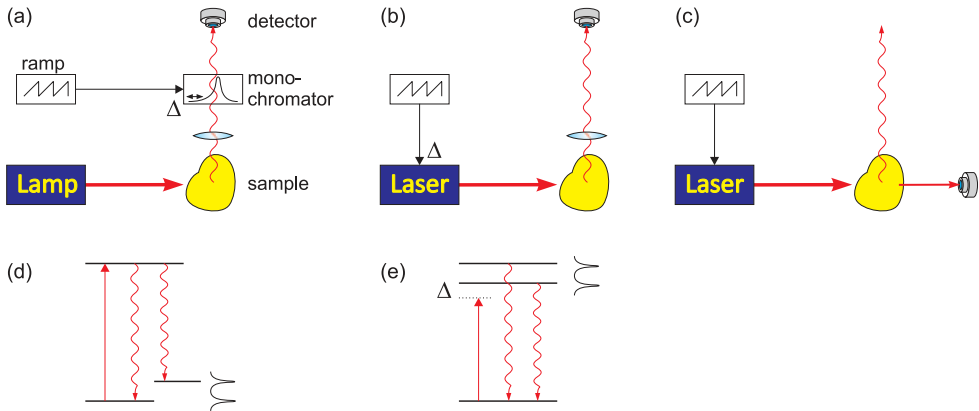 (a)
detector
ramp
mono-
chromator
Δ
Lamp
sample
(b)
Δ
Laser
(c)
Laser
(d)
(e)
Δ